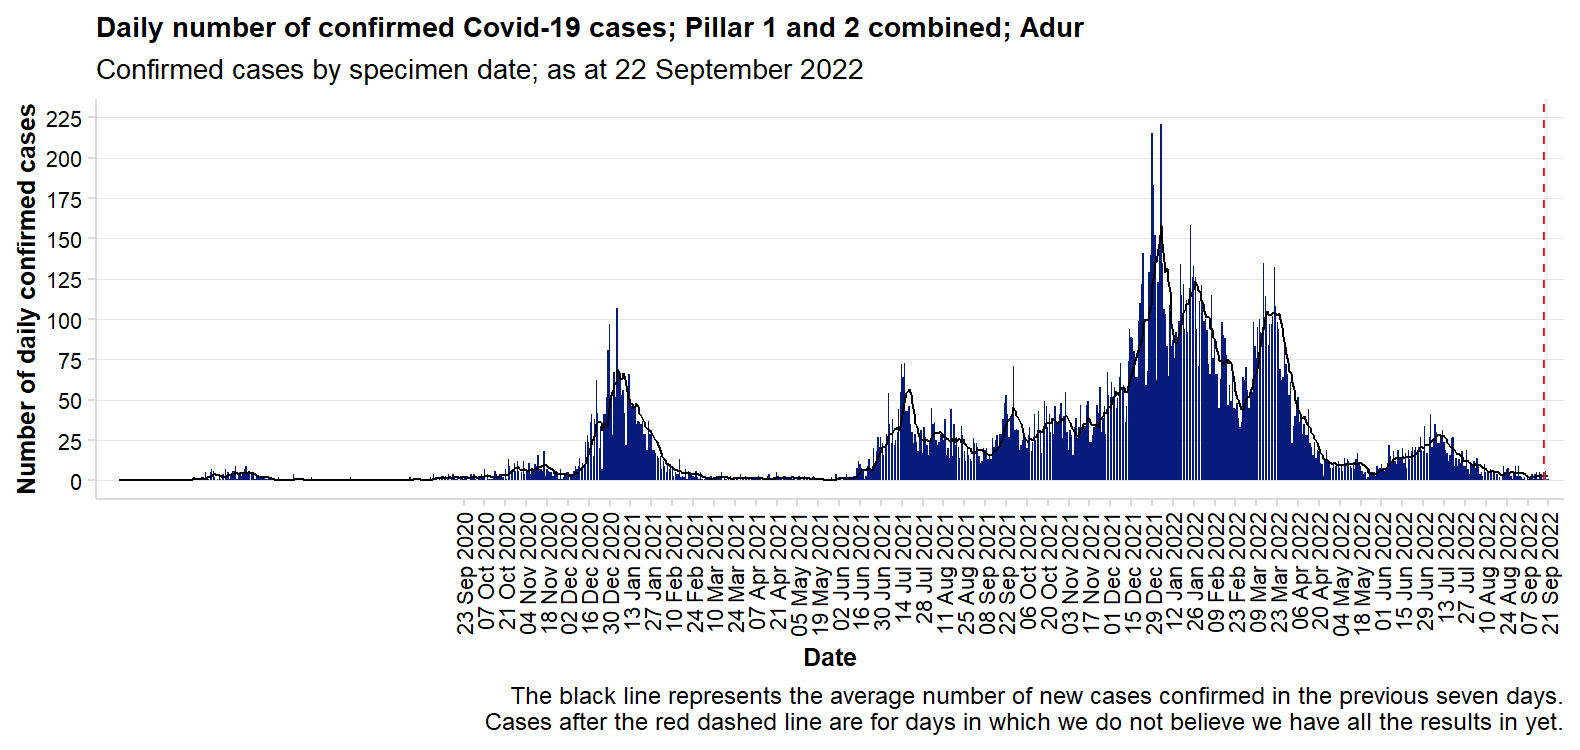 Daily number of confirmed Covid-19 cases; Pillar 1 and 2 combined; Adur
Confirmed cases by specimen date; as at 22 September 2022
Number of daily confirmed cases
225
200
175
150
125
100
75
50
25
0
23 Sep 2020
07 Oct 2020
21 Oct 2020
04 Nov 2020
18 Nov 2020
02 Dec 2020
16 Dec 2020
30 Dec 2020
13 Jan 2021
27 Jan 2021
10 Feb 2021
24 Feb 2021
10 Mar 2021
24 Mar 2021
07 Apr 2021
21 Apr 2021
05 May 2021
19 May 2021
02 Jun 2021
16 Jun 2021
30 Jun 2021
14 Jul 2021
28 Jul 2021
11 Aug 2021
25 Aug 2021
08 Sep 2021
22 Sep 2021
06 Oct 2021
20 Oct 2021
03 Nov 2021
17 Nov 2021
01 Dec 2021
15 Dec 2021
29 Dec 2021
12 Jan 2022
26 Jan 2022
09 Feb 2022
23 Feb 2022
09 Mar 2022
23 Mar 2022
06 Apr 2022
20 Apr 2022
04 May 2022
18 May 2022
01 Jun 2022
15 Jun 2022
29 Jun 2022
13 Jul 2022
27 Jul 2022
10 Aug 2022
24 Aug 2022
07 Sep 2022
21 Sep 2022
Date
The black line represents the average number of new cases confirmed in the previous seven days.
Cases after the red dashed line are for days in which we do not believe we have all the results in yet.